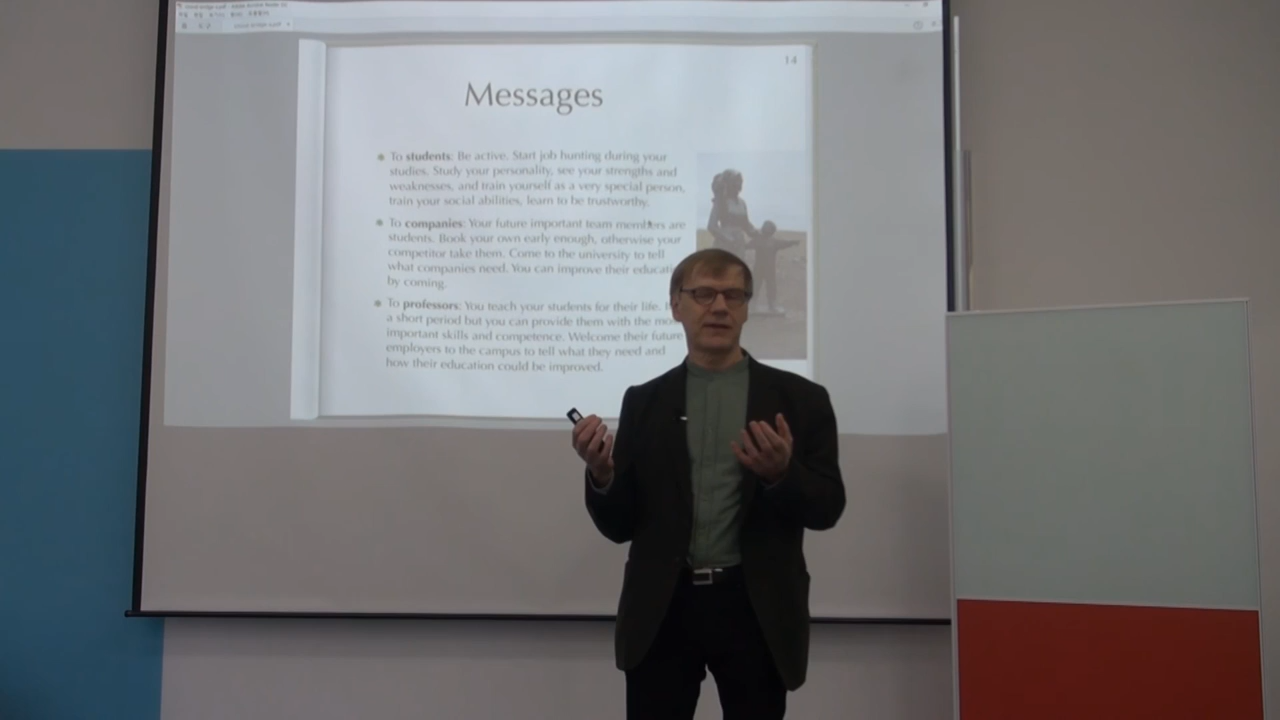 14
Messages
To students: Be active. Start job hunting during your
studies. Study your personality, see your strengths and
weaknesses, and train yourself as a very special person,
train your social abilities, learn to be trustworthy.
To companies: Your future important team members are
students. Book your own early enough, otherwise your
competitor take them. Come to the university to tell
what companies need. You can improve their educati
by coming.
To professors: You teach your students for their life.
a short period but you can provide them with the mos
important skills and competence. Welcome their future
employers to the campus to tell what they need and
how their education could be improved.